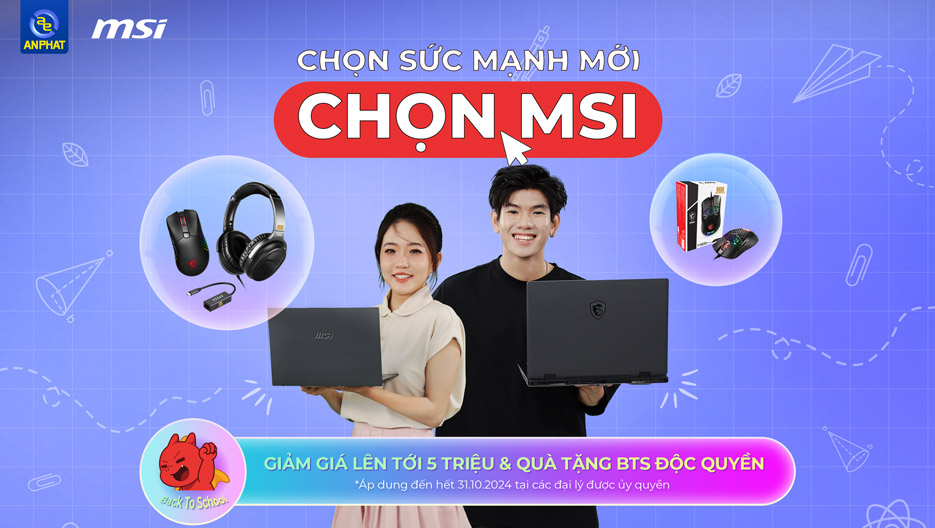 ae
ANPHAT
msi
CHỌN SỨC MẠNH MỚI
CHỌN MSI
msi
GIẢM GIÁ LÊN TỚI 5 TRIỆU & QUÀ TẶNG BTS ĐỘC QUYỀN
*Áp dụng đến hết 31.10.2024 tại các đại lý được ủy quyền
Back To School